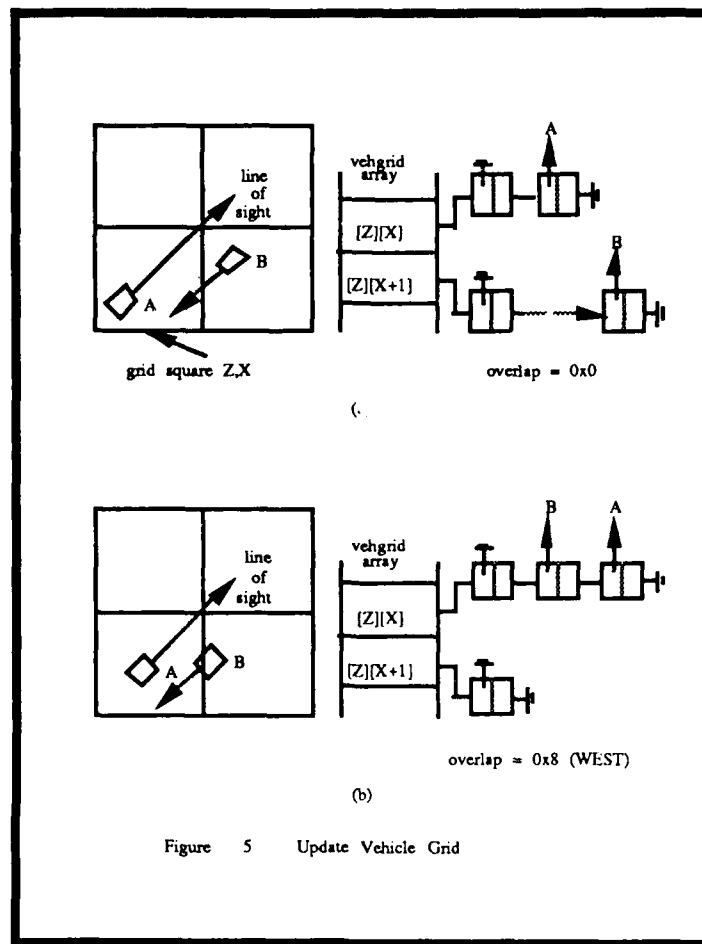 A
vehgrid
array
line
of
sight
[Z][X]
B
B
[Z][X+1]
A
grid square Z,X
overlap = 0x0
(.
B
A
vehgrid
array
line
of
sight
[Z][X]
A
B
[Z][X+1]
overlap = 0x8 (WEST)
(b)
Figure 5 Update Vehicle Grid